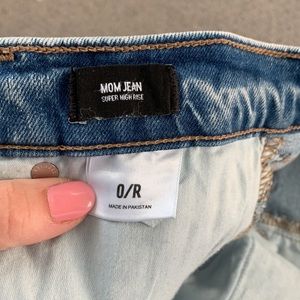 MOM JEAN
SUPER HIGH RISE
0/R
MADE IN PAKISTAN